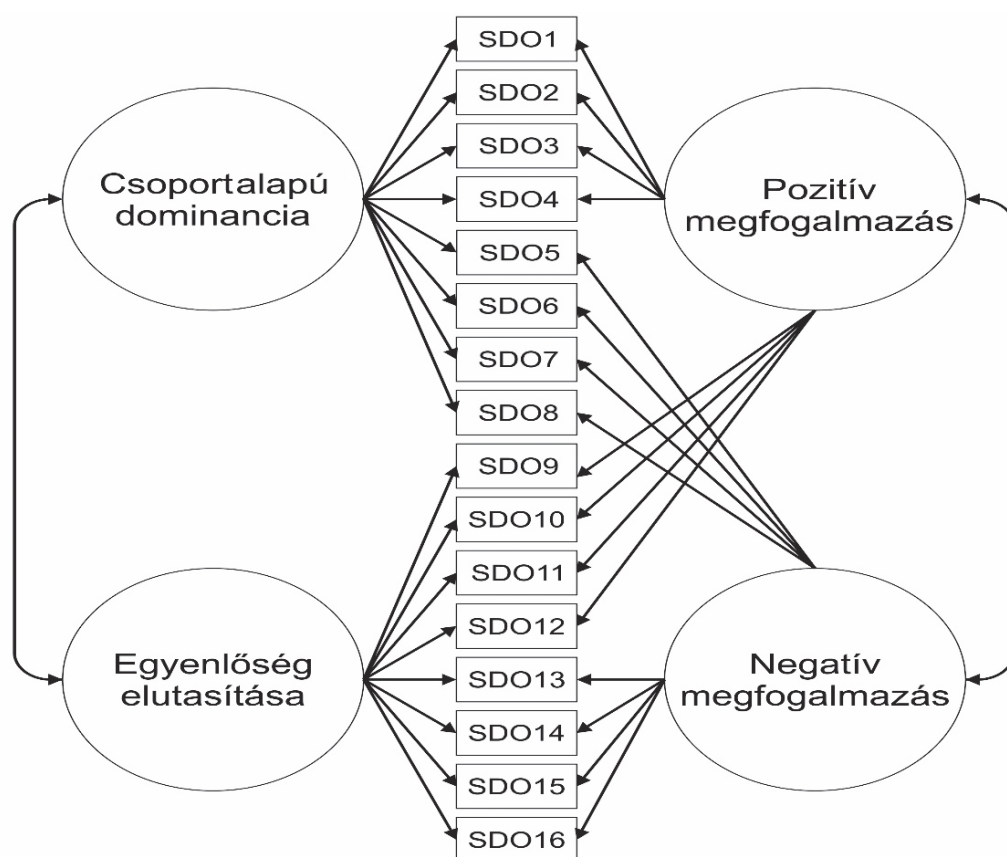 SDO1
SDO2
SDO3
SDO4
SDO5
SDO6
SDO7
SDO8
SDO9
SDO10
SDO11
SDO12
SDO13
SDO14
SDO15
SDO16
Csoportalapú
dominancia
Egyenlőség
elutasítása
Pozitív
megfogalmazás
Negatív
megfogalmazás